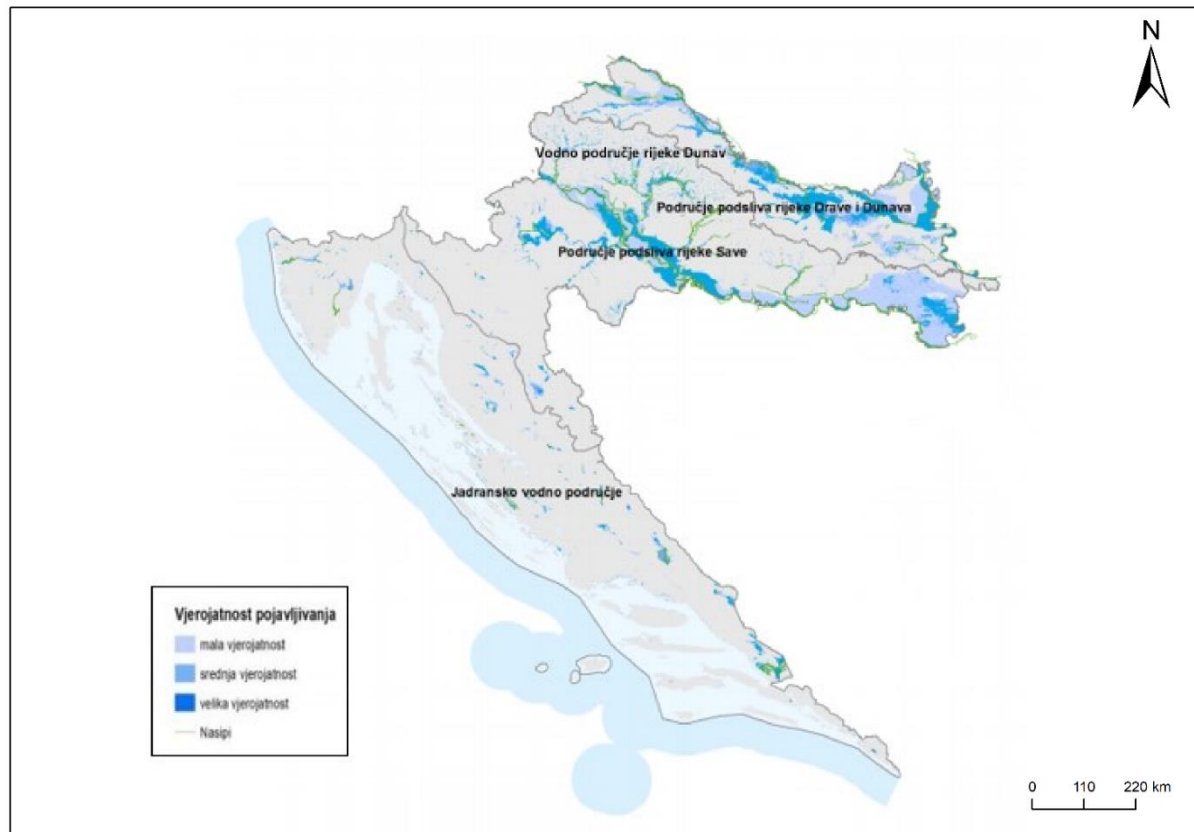 N
Vodno područje rijeke Dunav
Područje podsliva rijeke Drave i Dunava
Područje podsliva rijeke Save
Jadransko vodno područje
Vjerojatnost pojavljivanja
mala vjerojatnost
srednja vjerojatnost
velika vjerojatnost
Nasipi
0 110 220 km